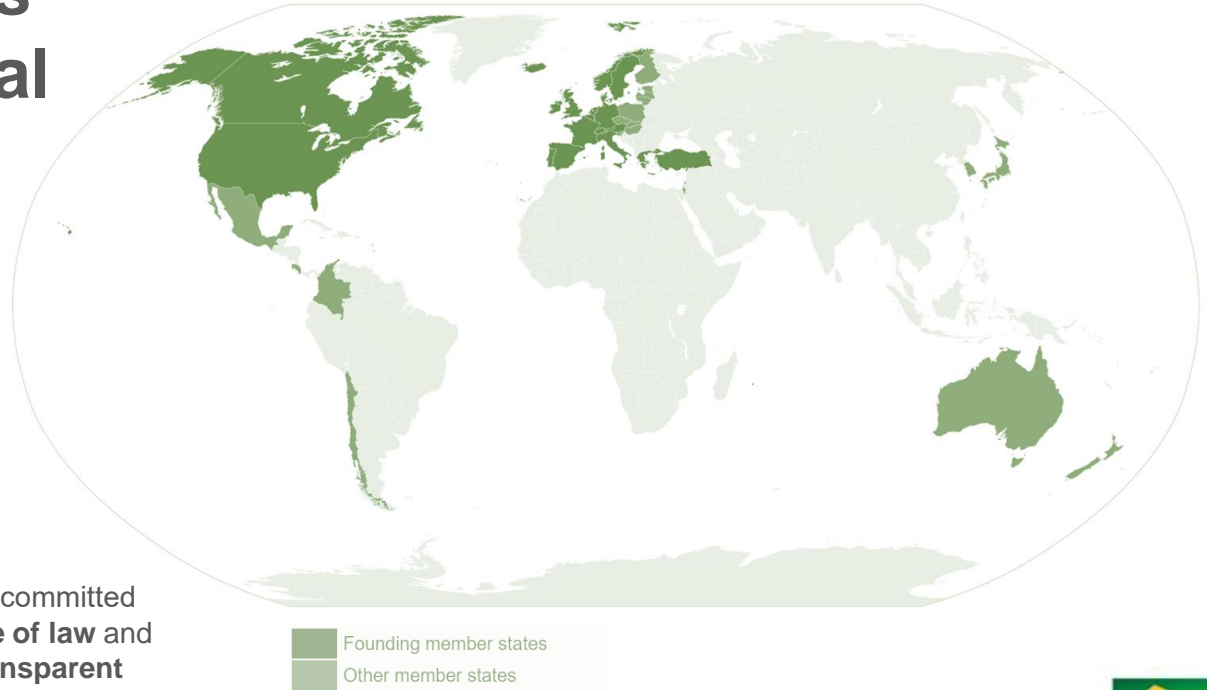 s
al
committed
e of law and
nsparent
Founding member states
Other member states